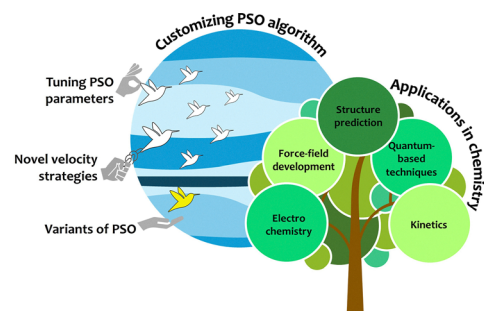 Customizing PSO algorithm
Tuning PSO
parameters
Novel velocity
strategies
Variants of PSO
Applications in chemistry
Structure
prediction
Force-field
development
Quantum-
based
techniques
Electro
chemistry
Kinetics